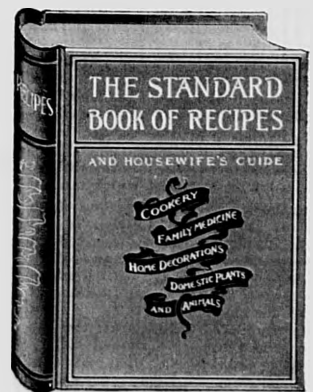 THE STANDARD
BOOK OF RECIPES
AND HOUSEWIFE'S GUIDE
COOKERY
FAMILY MEDICINE
HOME DECORATIONS
DOMESTIC PLANTS
AND ANIMALS
RECIPES